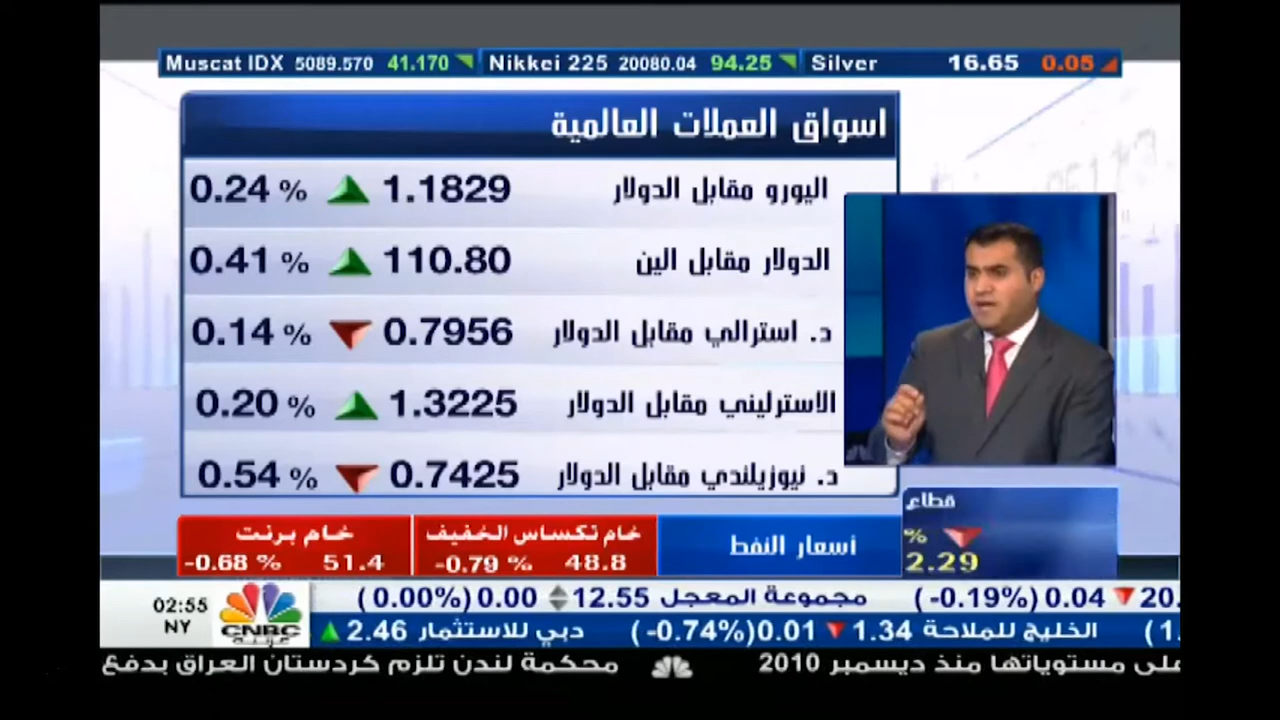 Muscat IDX 5089.570 41.170 Nikkei 225 20080.04 94.25 Silver 16.65 0.05
اسواق العملات العالمية
اليورو مقابل الدولار 1.1829 0.24 %
الدولار مقابل الين 110.80 0.41 %
د. استرالي مقابل الدولار 0.7956 0.14 %
الاسترليني مقابل الدولار 1.3225 0.20 %
د. نيوزيلندي مقابل الدولار 0.7425 0.54 %
قطاع
% 2.29
أسعار النفط
خام تكساس الخفيف
48.8 -0.79 %
خام برنت
51.4 -0.68 %
02:55
NY
CNBC
عربية
20. 0.04 (-0.19%) مجموعة المعجل 12.55 0.00 (0.00%)
الخليج للملاحة 1.34 0.01 (-0.74%) دبي للاستثمار 2.46
مستوياتها منذ ديسمبر 2010 محكمة لندن تلزم كردستان العراق بدفع